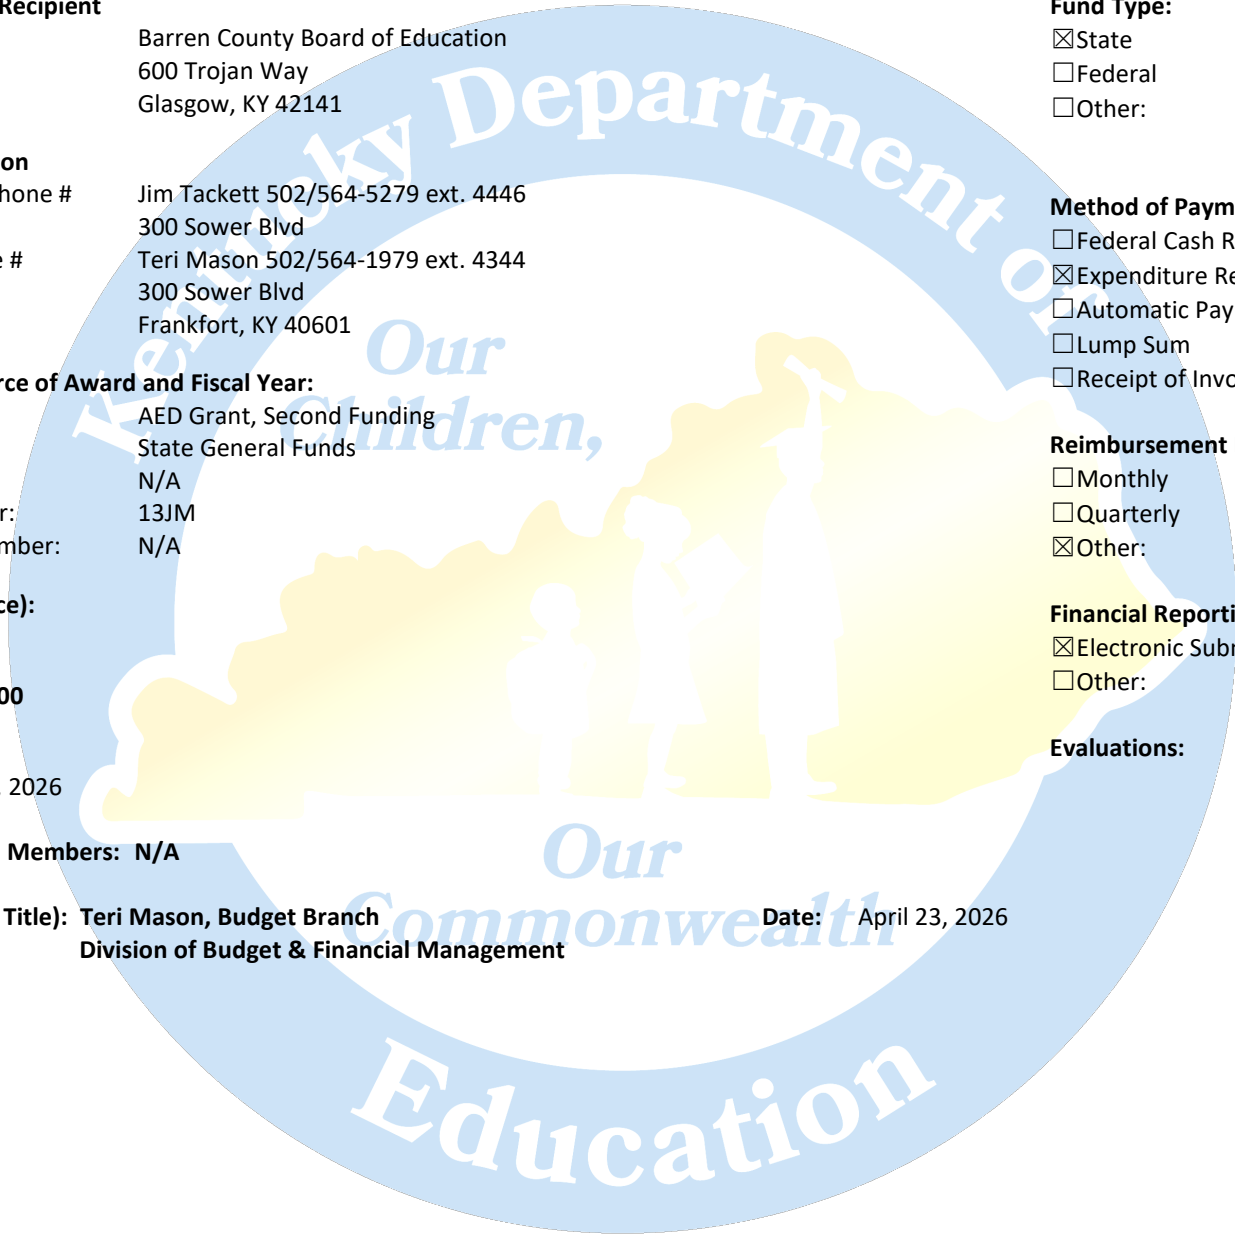 Recipient
Barren County Board of Education
600 Trojan Way
Glasgow, KY 42141
on
hone # Jim Tackett 502/564-5279 ext. 4446
300 Sower Blvd
e # Teri Mason 502/564-1979 ext. 4344
300 Sower Blvd
Frankfort, KY 40601
rce of Award and Fiscal Year:
AED Grant, Second Funding
State General Funds
N/A
r: 13JM
mber: N/A
ce):
00
, 2026
Members: N/A
Title): Teri Mason, Budget Branch Date: April 23, 2026
Division of Budget & Financial Management
Fund Type:
☒State
☐Federal
☐Other:
Method of Paym
☐Federal Cash R
☒Expenditure Re
☐Automatic Pay
☐Lump Sum
☐Receipt of Invo
Reimbursement
☐Monthly
☐Quarterly
☒Other:
Financial Reporti
☒Electronic Subr
☐Other:
Evaluations:
Kentucky Department of
Education
Our
Children,
Our
Commonwealth